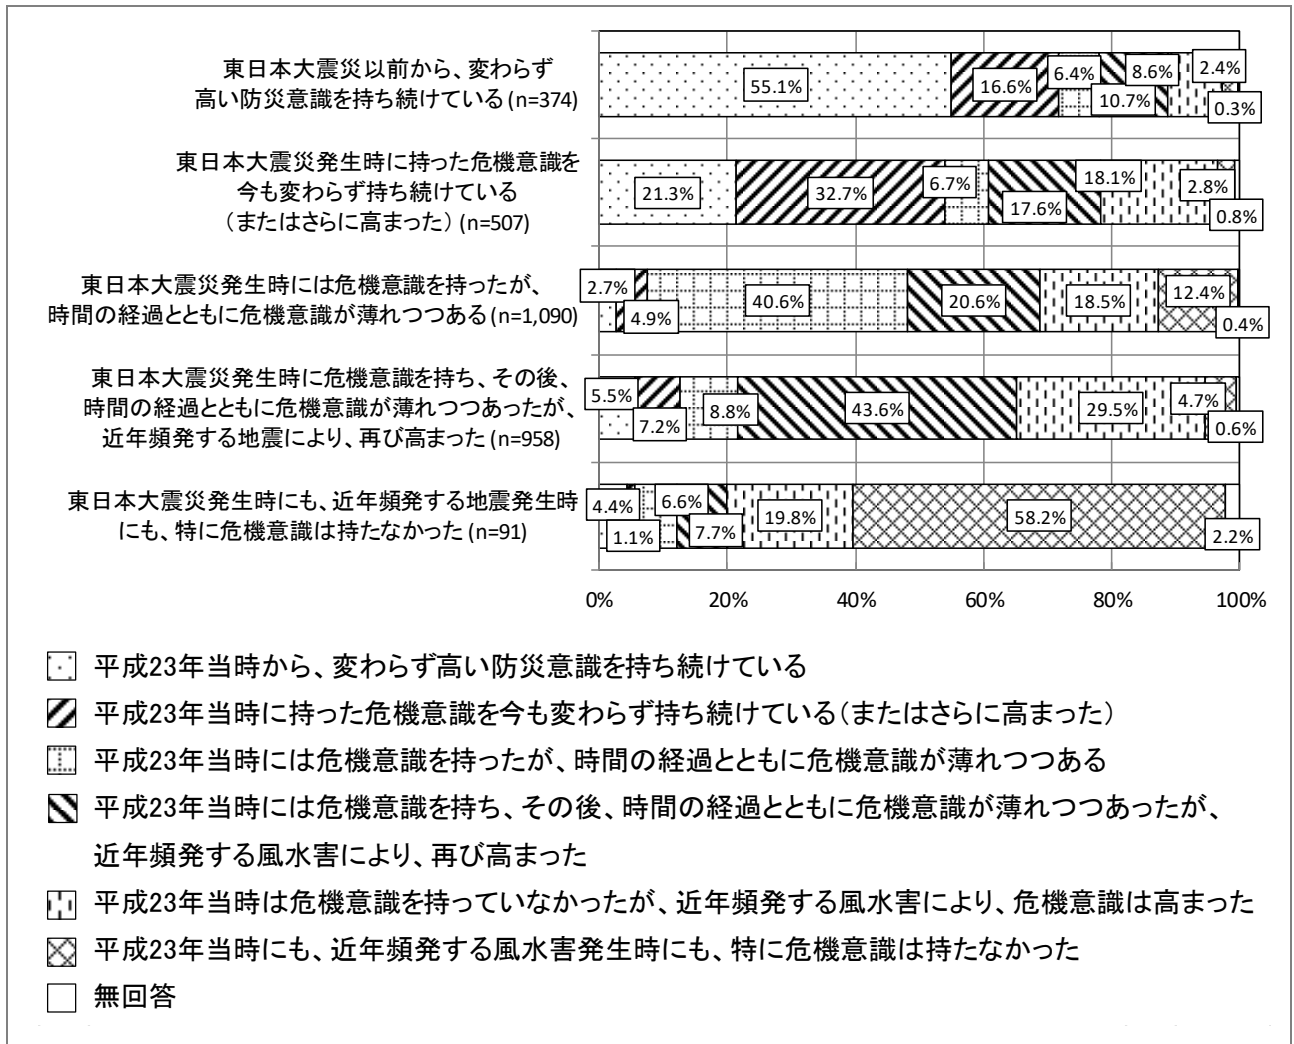 東日本大震災以前から、変わらず
高い防災意識を持ち続けている(n=374)
55.1%
16.6%
6.4%
10.7%
8.6%
2.4%
0.3%
東日本大震災発生時に持った危機意識を
今も変わらず持ち続けている
（またはさらに高まった）(n=507)
21.3%
32.7%
6.7%
17.6%
18.1%
2.8%
0.8%
東日本大震災発生時には危機意識を持ったが、
時間の経過とともに危機意識が薄れつつある(n=1,090)
2.7%
4.9%
40.6%
20.6%
18.5%
12.4%
0.4%
東日本大震災発生時に危機意識を持ち、その後、
時間の経過とともに危機意識が薄れつつあったが、
近年頻発する地震により、再び高まった(n=958)
5.5%
7.2%
8.8%
43.6%
29.5%
4.7%
0.6%
東日本大震災発生時にも、近年頻発する地震発生時
にも、特に危機意識は持たなかった(n=91)
4.4%
1.1%
6.6%
7.7%
19.8%
58.2%
2.2%
0% 20% 40% 60% 80% 100%
平成23年当時から、変わらず高い防災意識を持ち続けている
平成23年当時に持った危機意識を今も変わらず持ち続けている（またはさらに高まった）
平成23年当時には危機意識を持ったが、時間の経過とともに危機意識が薄れつつある
平成23年当時には危機意識を持ち、その後、時間の経過とともに危機意識が薄れつつあったが、
近年頻発する風水害により、再び高まった
平成23年当時は危機意識を持っていなかったが、近年頻発する風水害により、危機意識は高まった
平成23年当時にも、近年頻発する風水害発生時にも、特に危機意識は持たなかった
無回答